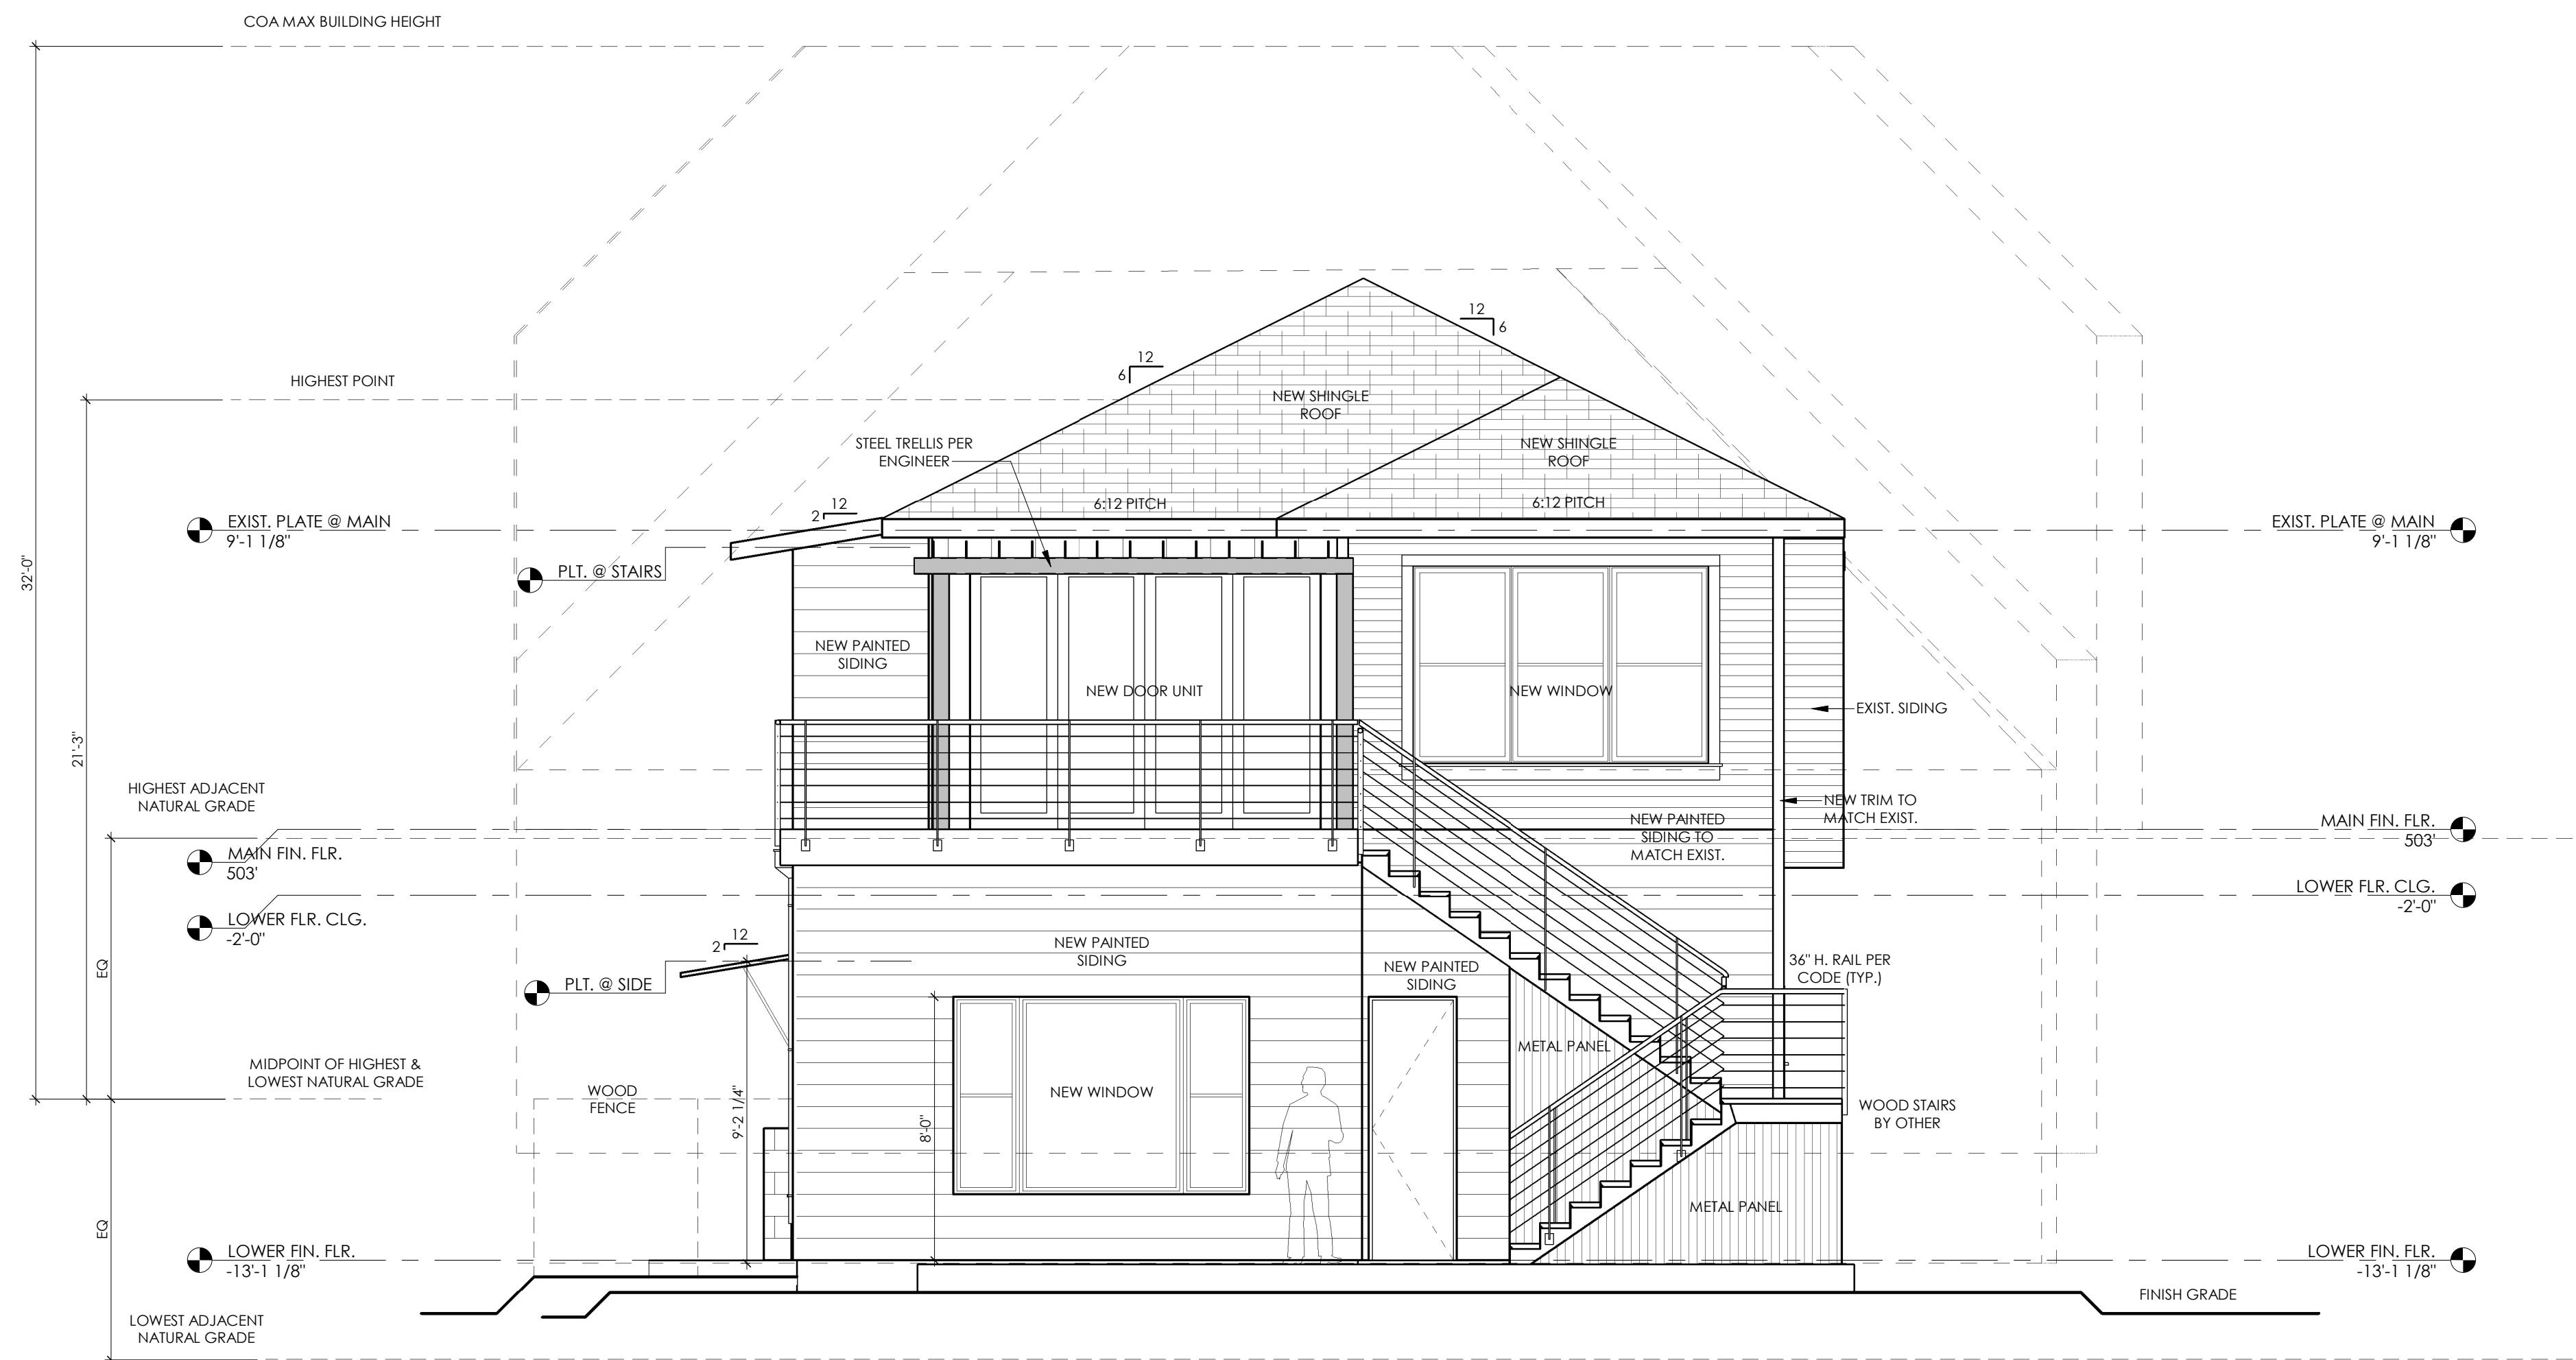 COA MAX BUILDING HEIGHT
32'-0"
HIGHEST POINT
21'-3"
12
6
12
6
NEW SHINGLE
ROOF
NEW SHINGLE
ROOF
STEEL TRELLIS PER
ENGINEER
6:12 PITCH
6:12 PITCH
12
2
EXIST. PLATE @ MAIN
9'-1 1/8"
EXIST. PLATE @ MAIN
9'-1 1/8"
PLT. @ STAIRS
NEW PAINTED
SIDING
NEW DOOR UNIT
NEW WINDOW
EXIST. SIDING
HIGHEST ADJACENT
NATURAL GRADE
NEW TRIM TO
MATCH EXIST.
NEW PAINTED
SIDING TO
MATCH EXIST.
MAIN FIN. FLR.
503'
MAIN FIN. FLR.
503'
LOWER FLR. CLG.
-2'-0"
LOWER FLR. CLG.
-2'-0"
EQ
12
2
NEW PAINTED
SIDING
NEW PAINTED
SIDING
36" H. RAIL PER
CODE (TYP.)
PLT. @ SIDE
METAL PANEL
MIDPOINT OF HIGHEST &
LOWEST NATURAL GRADE
WOOD
FENCE
9'-2 1/4"
8'-0"
NEW WINDOW
WOOD STAIRS
BY OTHER
METAL PANEL
EQ
LOWER FIN. FLR.
-13'-1 1/8"
LOWER FIN. FLR.
-13'-1 1/8"
FINISH GRADE
LOWEST ADJACENT
NATURAL GRADE